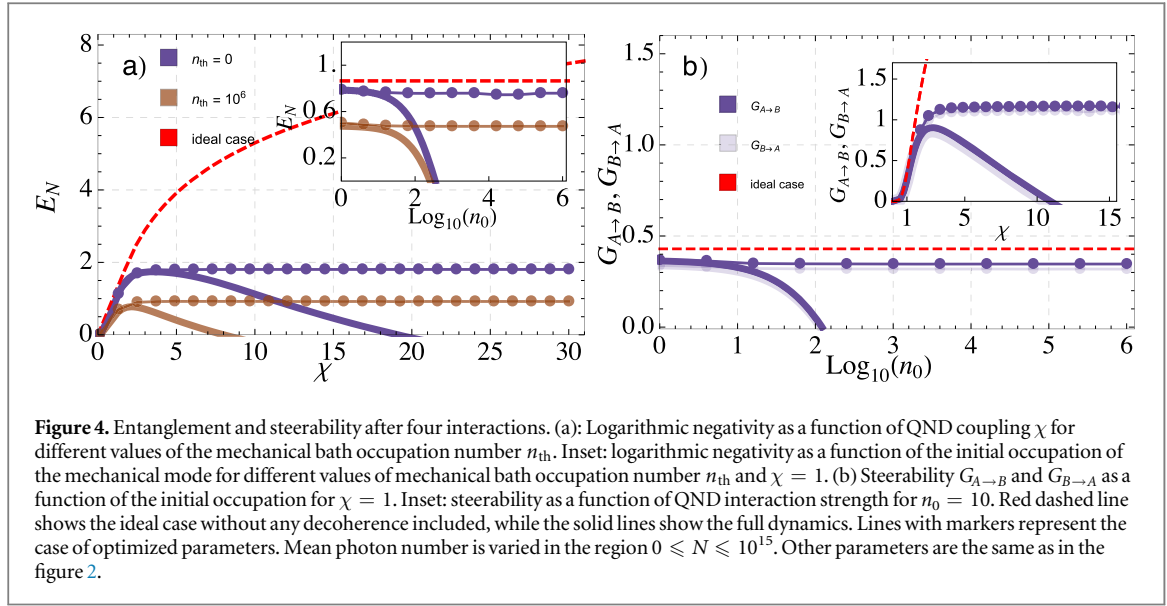 a)
n_th = 0
n_th = 10^6
ideal case
E_N
8
6
4
2
0
0 5 10 15 20 25 30
χ
E_N
1.
0.6
0.2
0 2 4 6
Log10(n0)
b)
G_A→B
G_B→A
ideal case
G_A→B, G_B→A
1.5
1.0
0.5
0.0
0 1 2 3 4 5 6
Log10(n0)
G_A→B, G_B→A
1.5
1
0.5
0
1 5 10 15
χ
Figure 4. Entanglement and steerability after four interactions. (a): Logarithmic negativity as a function of QND coupling χ for
different values of the mechanical bath occupation number n_th. Inset: logarithmic negativity as a function of the initial occupation of
the mechanical mode for different values of mechanical bath occupation number n_th and χ = 1. (b) Steerability G_A→B and G_B→A as a
function of the initial occupation for χ = 1. Inset: steerability as a function of QND interaction strength for n0 = 10. Red dashed line
shows the ideal case without any decoherence included, while the solid lines show the full dynamics. Lines with markers represent the
case of optimized parameters. Mean photon number is varied in the region 0 ⩽ N ⩽ 10^15. Other parameters are the same as in the
figure 2.